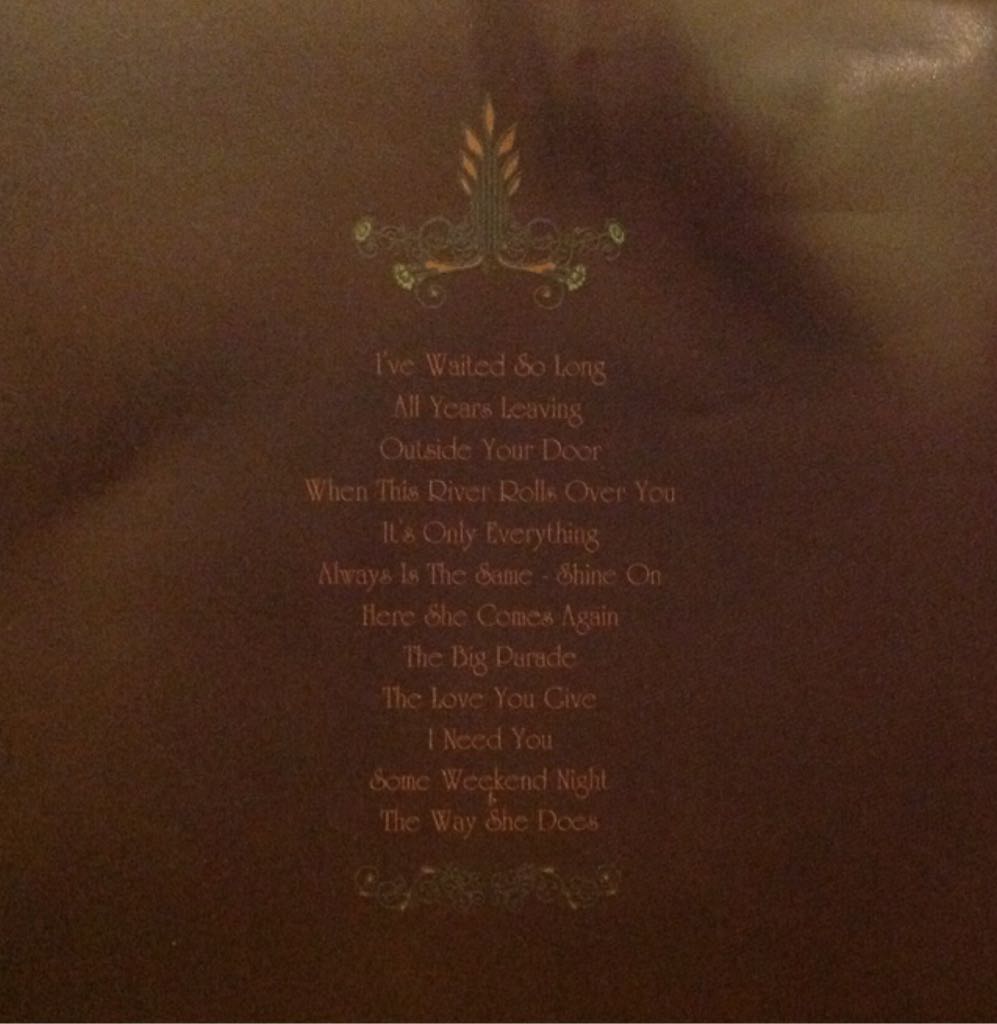 I've Waited So Long
All Years Leaving
Outside Your Door
When This River Rolls Over You
It's Only Everything
Always Is The Same - Shine On
Here She Comes Again
The Big Parade
The Love You Give
I Need You
Some Weekend Night
&
The Way She Does